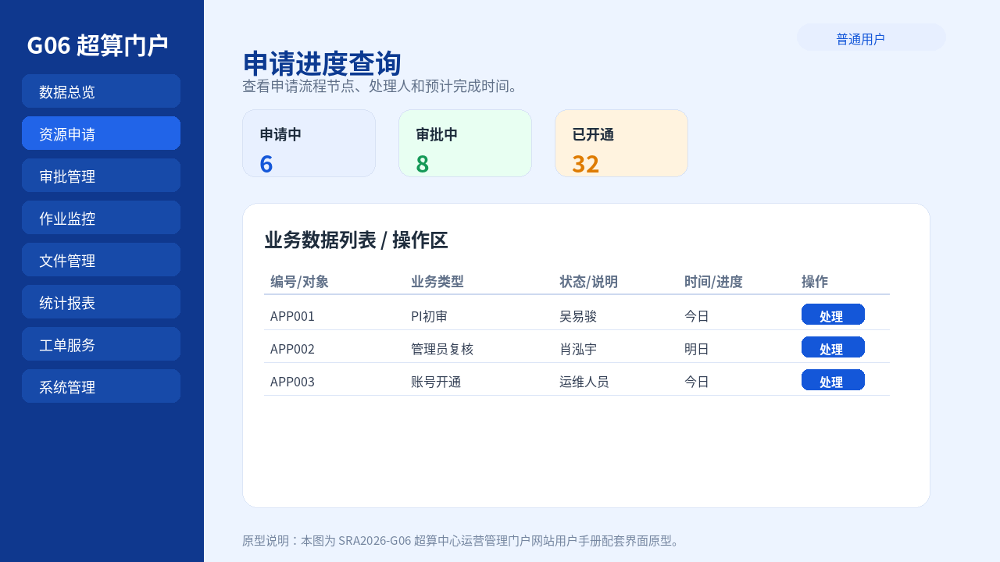 G06 超算门户
数据总览
资源申请
审批管理
作业监控
文件管理
统计报表
工单服务
系统管理
普通用户
申请进度查询
查看申请流程节点、处理人和预计完成时间。
申请中
6
审批中
8
已开通
32
业务数据列表 / 操作区
编号/对象 业务类型 状态/说明 时间/进度 操作
APP001 PI初审 吴易骏 今日 处理
APP002 管理员复核 肖泓宇 明日 处理
APP003 账号开通 运维人员 今日 处理
原型说明：本图为 SRA2026-G06 超算中心运营管理门户网站用户手册配套界面原型。